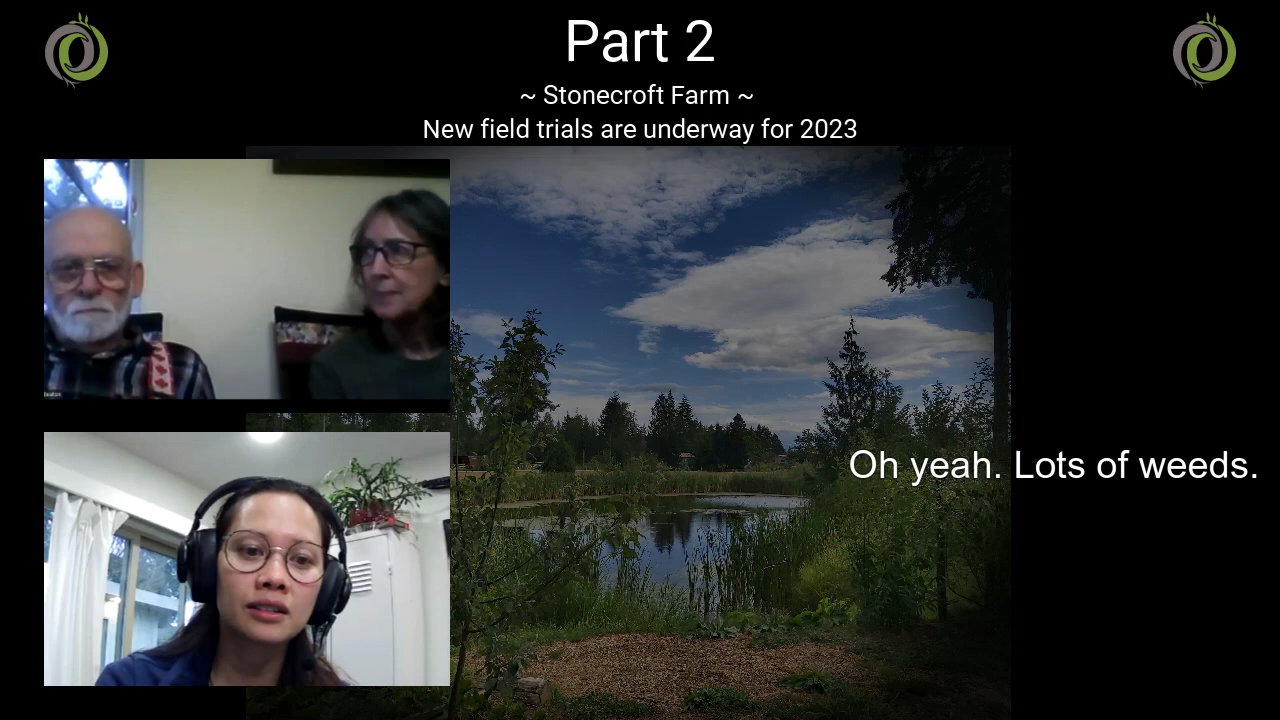 Part 2
~ Stonecroft Farm ~
New field trials are underway for 2023
Oh yeah. Lots of weeds.